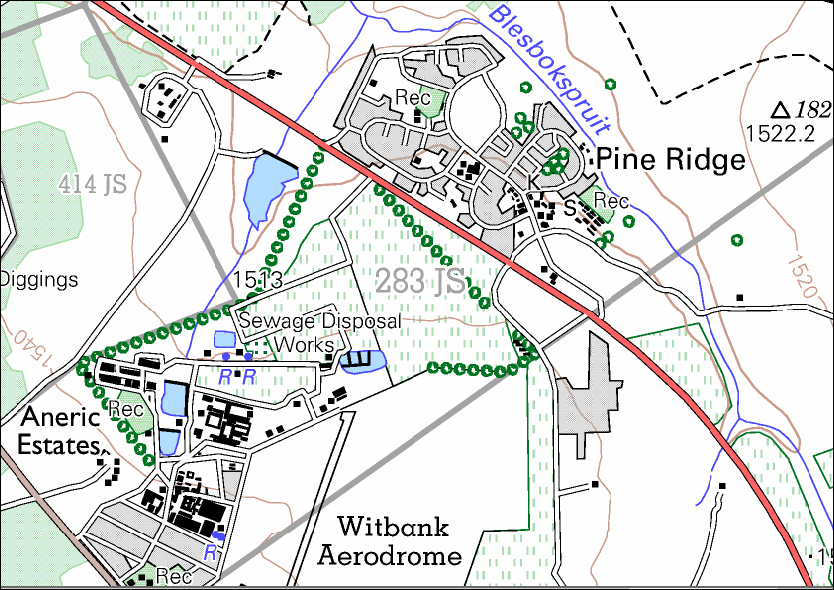 Blesbokspruit
Rec
182
1522.2
Pine Ridge
414 JS
K
Rec
S
Diggings
1513
283 JS
1520
Sewage Disposal
Works
1540
R R
Rec
Aneric
Estates
Witbank
Aerodrome
R
Rec